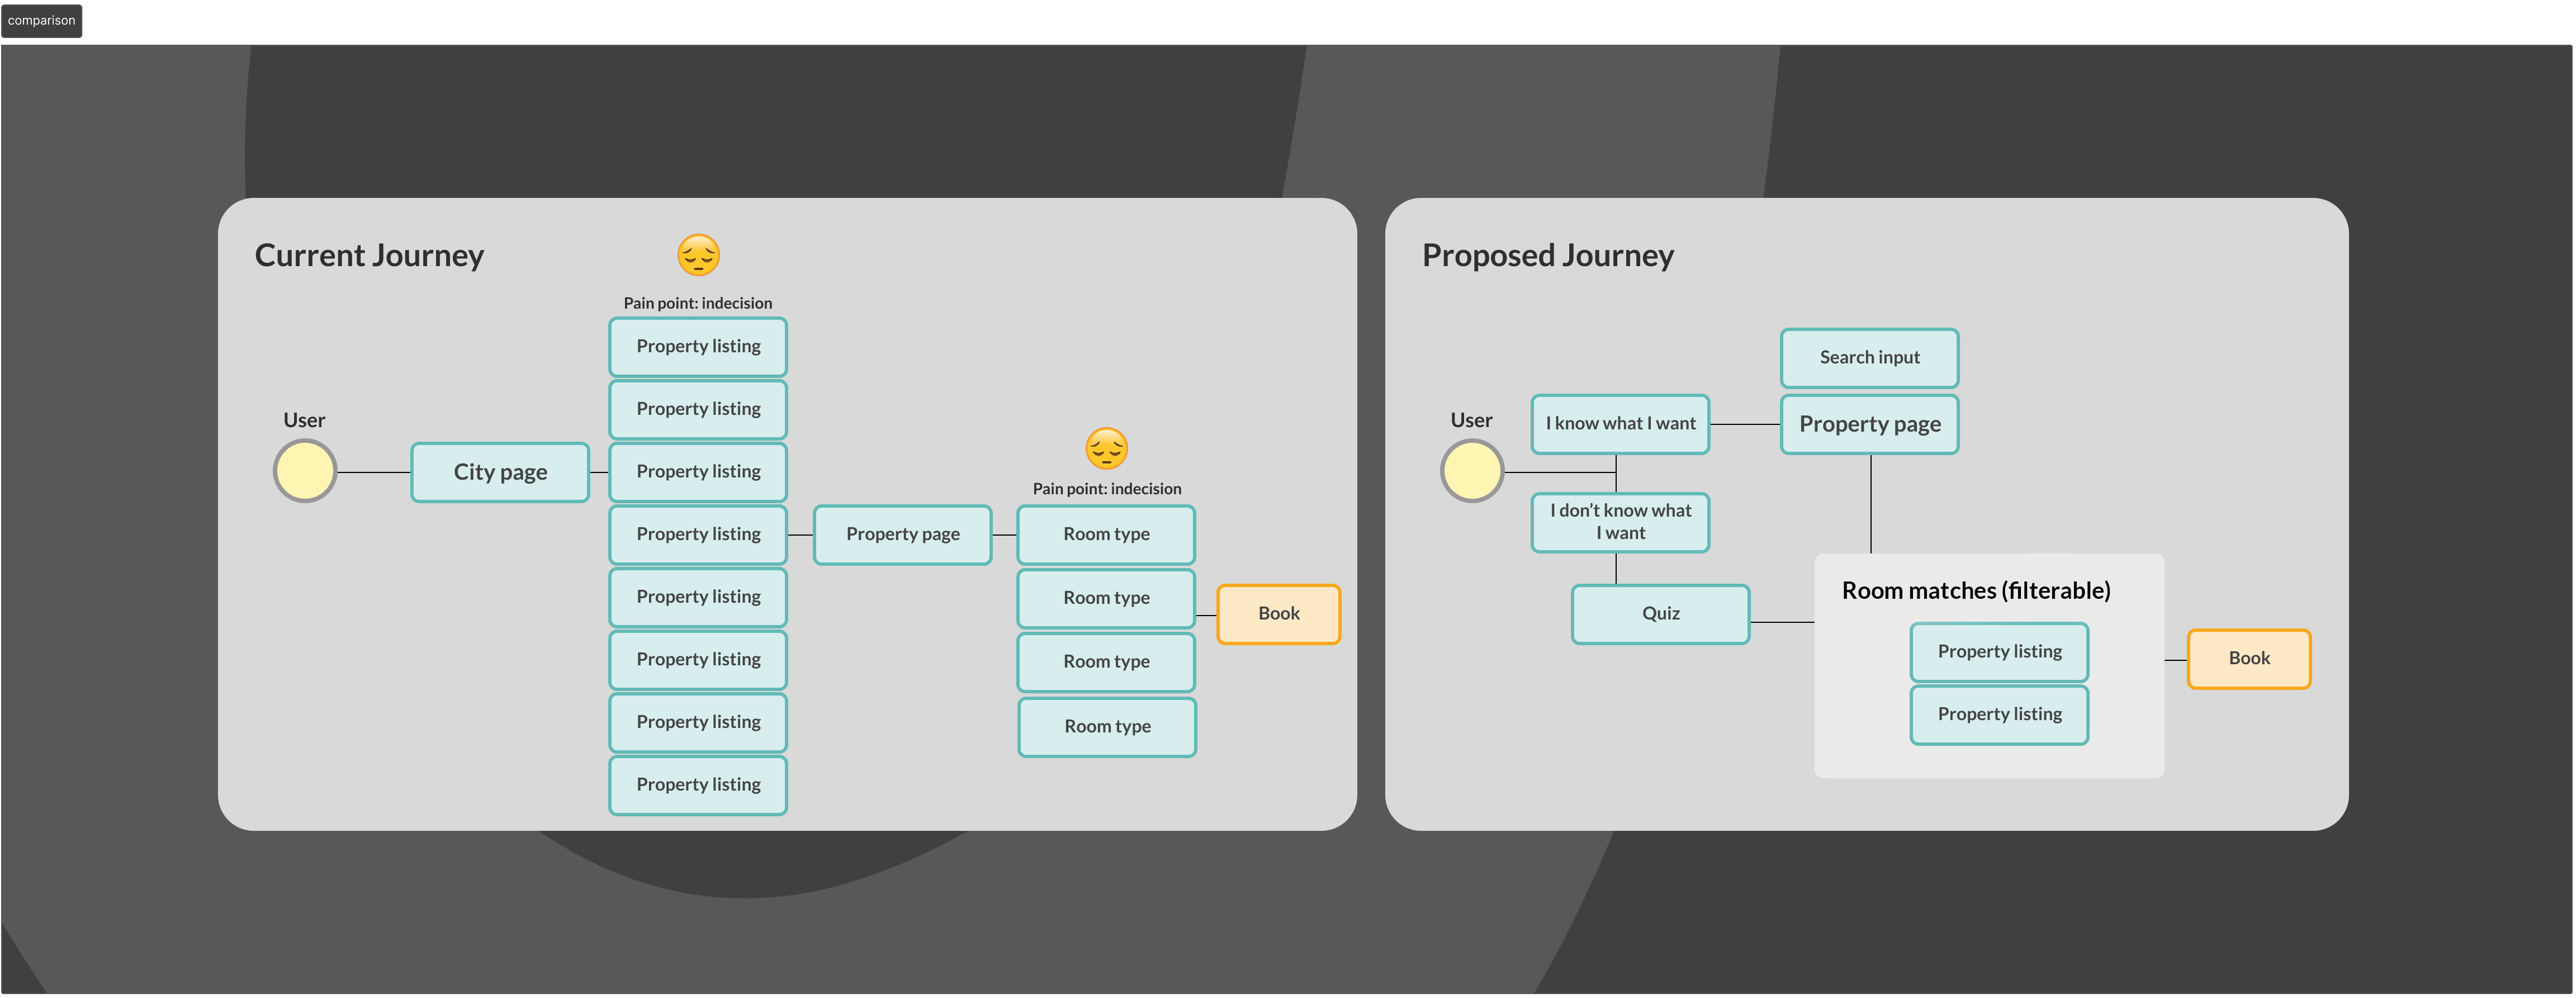 comparison
Current Journey
Pain point: indecision
Property listing
Property listing
Property listing
Property listing
Property listing
Property listing
Property listing
Property listing
User
City page
Property page
Pain point: indecision
Room type
Room type
Room type
Room type
Book
Proposed Journey
User
I know what I want
I don’t know what
I want
Quiz
Search input
Property page
Room matches (filterable)
Property listing
Property listing
Book